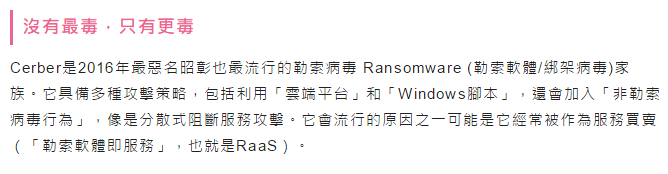 沒有最毒，只有更毒
Cerber是2016年最惡名昭彰也最流行的勒索病毒 Ransomware (勒索軟體/綁架病毒)家
族。它具備多種攻擊策略，包括利用「雲端平台」和「Windows腳本」，還會加入「非勒索
病毒行為」，像是分散式阻斷服務攻擊。它會流行的原因之一可能是它經常被作為服務買賣
（「勒索軟體即服務」，也就是RaaS）。